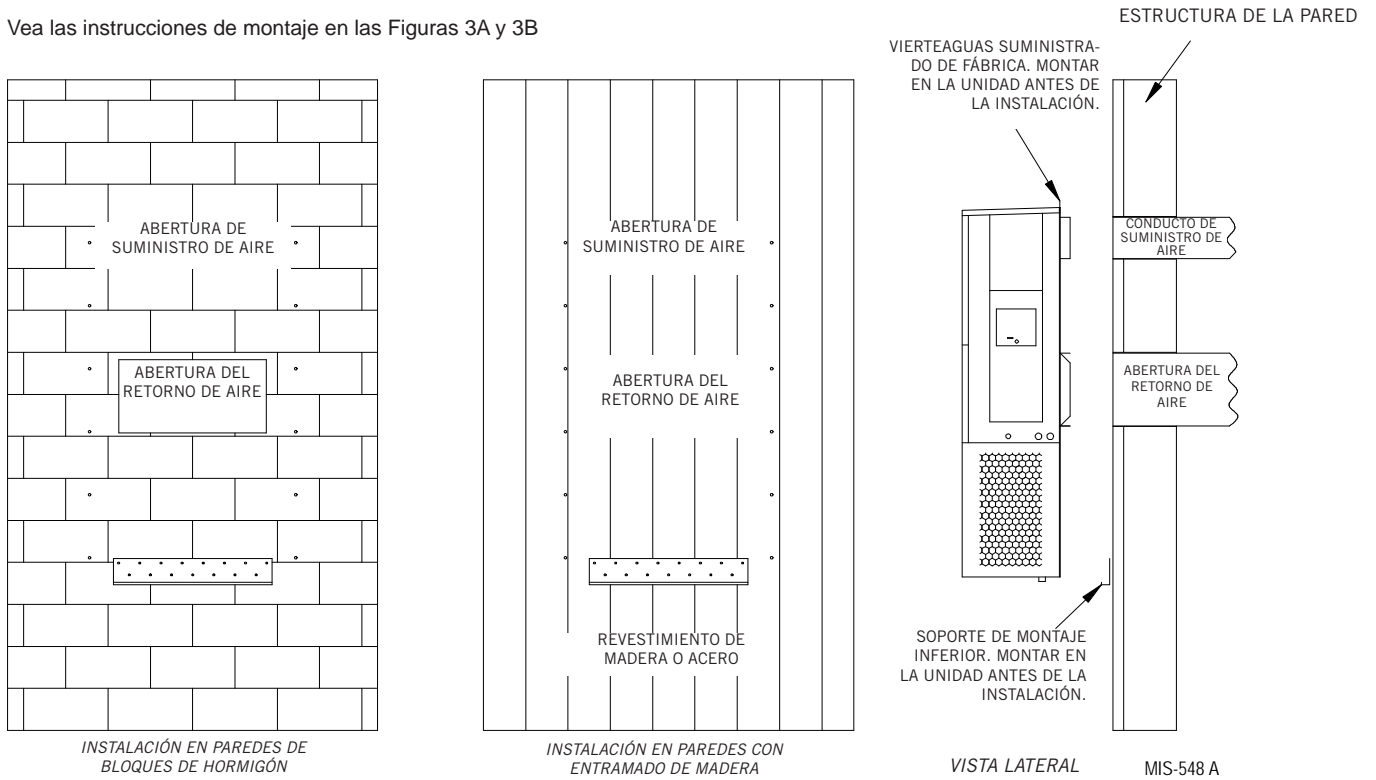 Vea las instrucciones de montaje en las Figuras 3A y 3B
ABERTURA DE
SUMINISTRO DE AIRE
ABERTURA DEL
RETORNO DE AIRE
INSTALACIÓN EN PAREDES DE
BLOQUES DE HORMIGÓN
ABERTURA DE
SUMINISTRO DE AIRE
ABERTURA DEL
RETORNO DE AIRE
REVESTIMIENTO DE
MADERA O ACERO
INSTALACIÓN EN PAREDES CON
ENTRAMADO DE MADERA
ESTRUCTURA DE LA PARED
VIERTEAGUAS SUMINISTRA-
DO DE FÁBRICA. MONTAR
EN LA UNIDAD ANTES DE
LA INSTALACIÓN.
CONDUCTO DE
SUMINISTRO DE
AIRE
ABERTURA DEL
RETORNO DE
AIRE
SOPORTE DE MONTAJE
INFERIOR. MONTAR EN
LA UNIDAD ANTES DE LA
INSTALACIÓN.
VISTA LATERAL
MIS-548 A